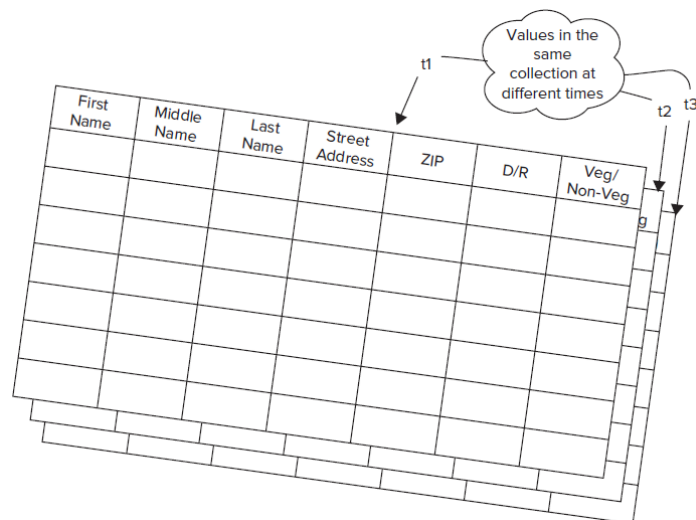 Values in the
same
collection at
different times
t1
t2
t3
First
Name
Middle
Name
Last
Name
Street
Address
ZIP
D/R
Veg/
Non-Veg
g